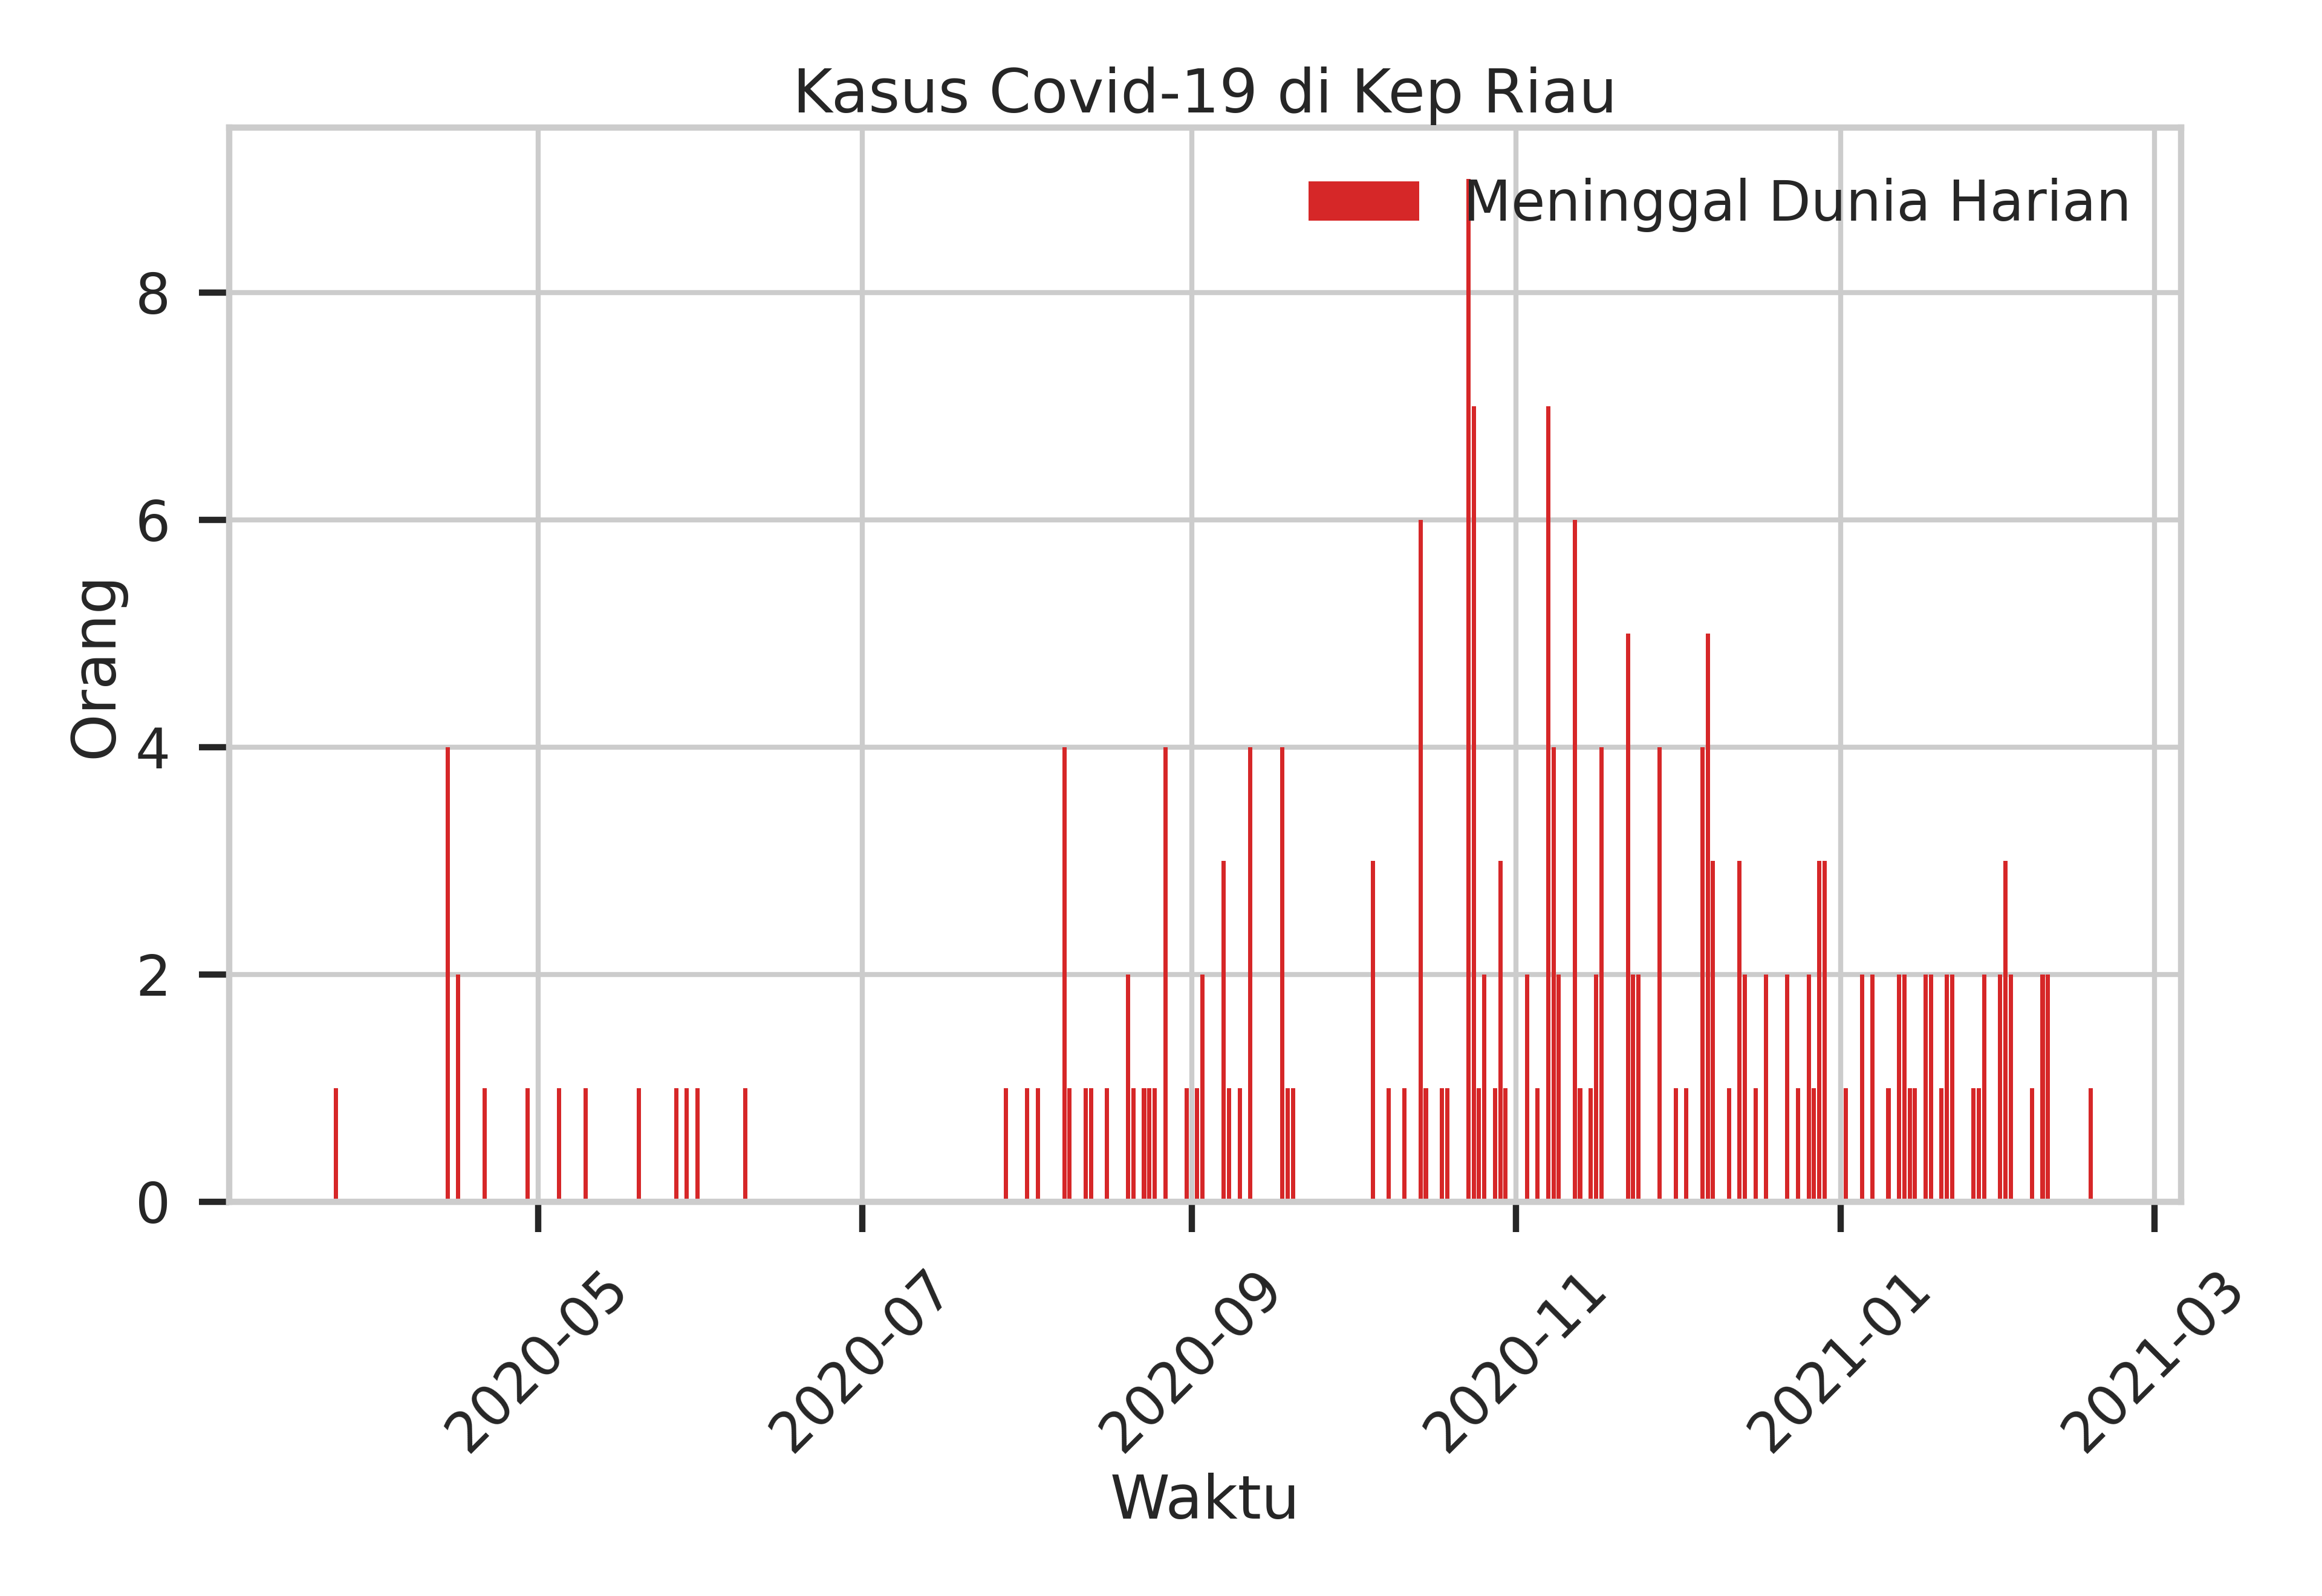 Kasus Covid-19 di Kep Riau
Meninggal Dunia Harian
Orang
8
6
4
2
0
2020-05
2020-07
2020-09
2020-11
2021-01
2021-03
Waktu